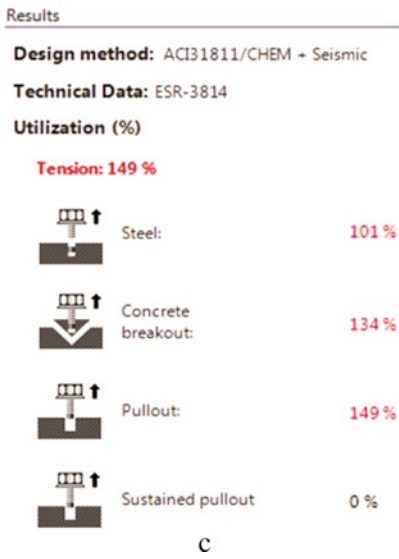 Results
Design method: ACI31811/CHEM + Seismic
Technical Data: ESR-3814
Utilization (%)
Tension: 149 %
Steel: 101 %
Concrete
breakout: 134 %
Pullout: 149 %
Sustained pullout 0 %
c